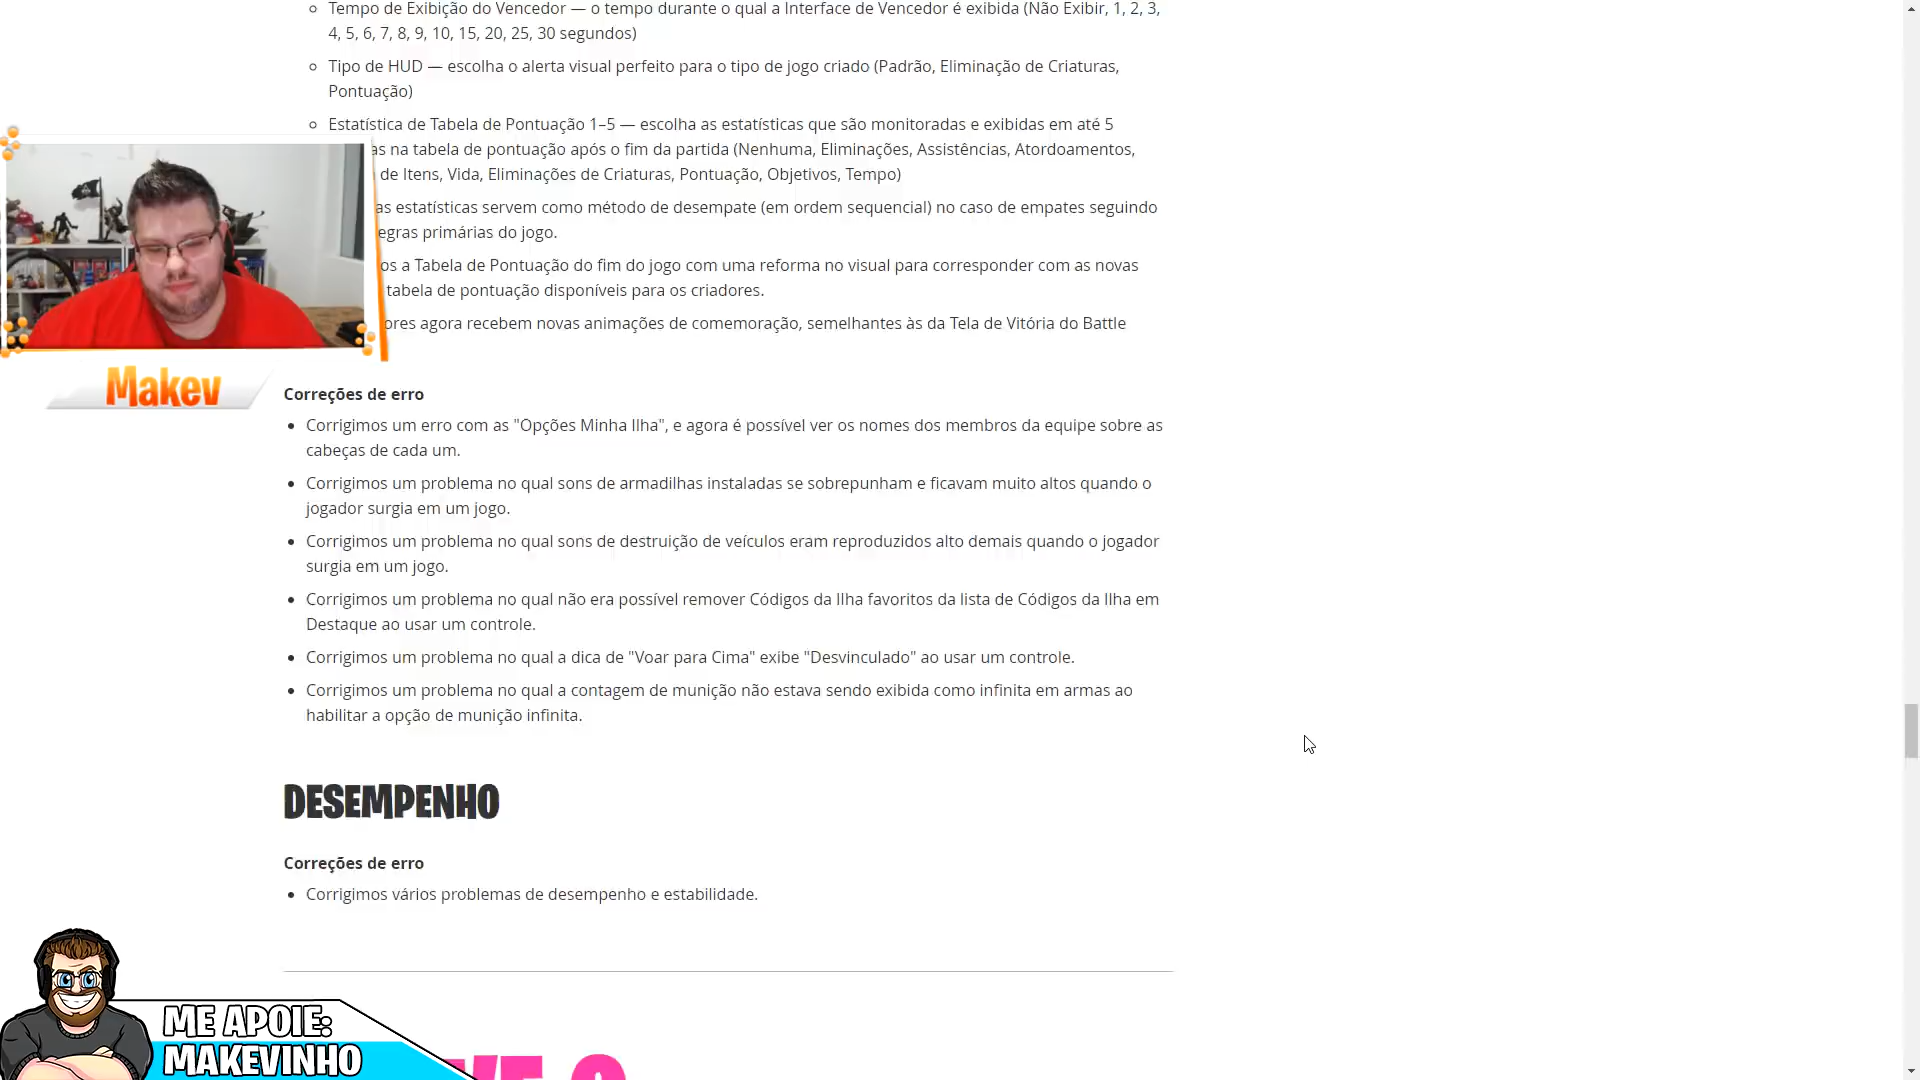 Tempo de Exibição do Vencedor — o tempo durante o qual a Interface de Vencedor é exibida (Não Exibir, 1, 2, 3,
4, 5, 6, 7, 8, 9, 10, 15, 20, 25, 30 segundos)
Tipo de HUD — escolha o alerta visual perfeito para o tipo de jogo criado (Padrão, Eliminação de Criaturas,
Pontuação)
Estatística de Tabela de Pontuação 1–5 — escolha as estatísticas que são monitoradas e exibidas em até 5
na tabela de pontuação após o fim da partida (Nenhuma, Eliminações, Assistências, Atordoamentos,
de Itens, Vida, Eliminações de Criaturas, Pontuação, Objetivos, Tempo)
as estatísticas servem como método de desempate (em ordem sequencial) no caso de empates seguindo
egras primárias do jogo.
os a Tabela de Pontuação do fim do jogo com uma reforma no visual para corresponder com as novas
tabela de pontuação disponíveis para os criadores.
ores agora recebem novas animações de comemoração, semelhantes às da Tela de Vitória do Battle
Makev
Correções de erro
Corrigimos um erro com as "Opções Minha Ilha", e agora é possível ver os nomes dos membros da equipe sobre as
cabeças de cada um.
Corrigimos um problema no qual sons de armadilhas instaladas se sobrepunham e ficavam muito altos quando o
jogador surgia em um jogo.
Corrigimos um problema no qual sons de destruição de veículos eram reproduzidos alto demais quando o jogador
surgia em um jogo.
Corrigimos um problema no qual não era possível remover Códigos da Ilha favoritos da lista de Códigos da Ilha em
Destaque ao usar um controle.
Corrigimos um problema no qual a dica de "Voar para Cima" exibe "Desvinculado" ao usar um controle.
Corrigimos um problema no qual a contagem de munição não estava sendo exibida como infinita em armas ao
habilitar a opção de munição infinita.
DESEMPENHO
Correções de erro
Corrigimos vários problemas de desempenho e estabilidade.
ME APOIE:
MAKEVINHO